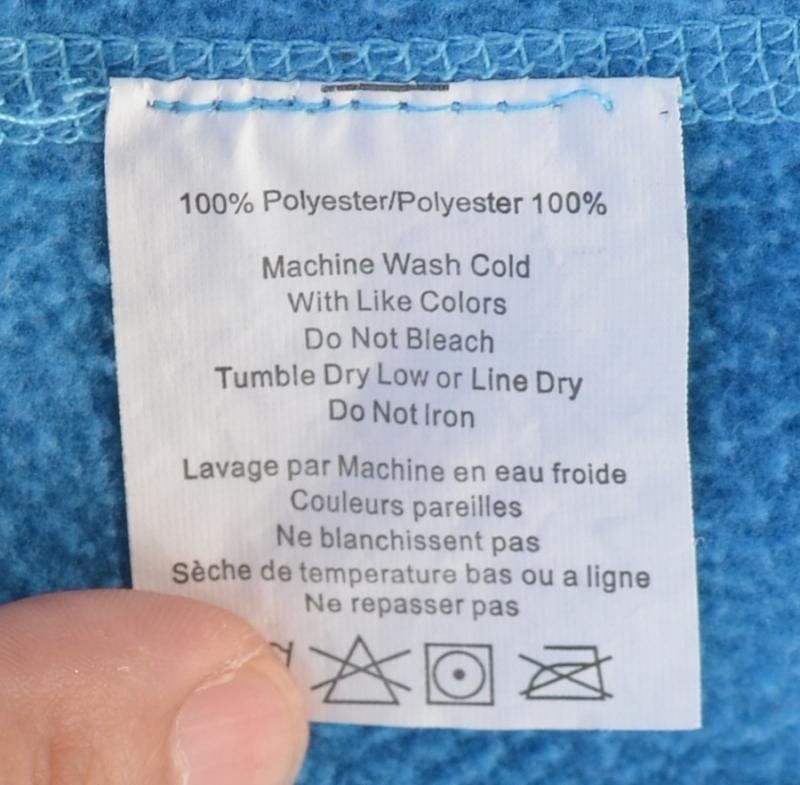 100% Polyester/Polyester 100%
Machine Wash Cold
With Like Colors
Do Not Bleach
Tumble Dry Low or Line Dry
Do Not Iron
Lavage par Machine en eau froide
Couleurs pareilles
Ne blanchissent pas
Sèche de temperature bas ou a ligne
Ne repasser pas